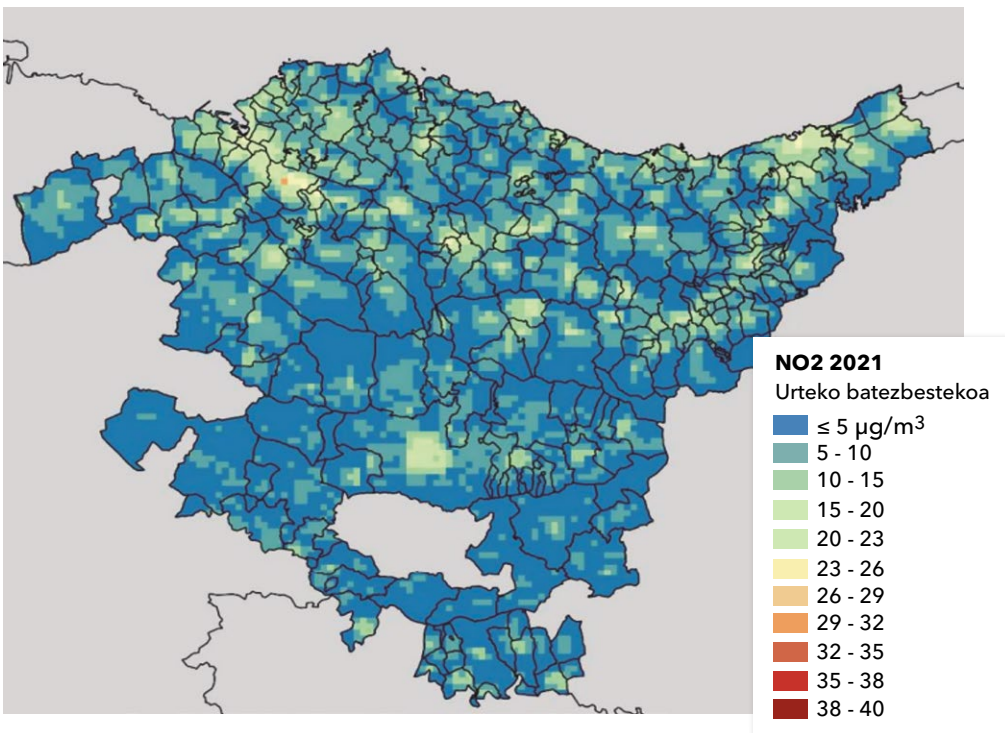 NO2 2021
Urteko batezbestekoa
≤ 5 µg/m³
5 - 10
10 - 15
15 - 20
20 - 23
23 - 26
26 - 29
29 - 32
32 - 35
35 - 38
38 - 40